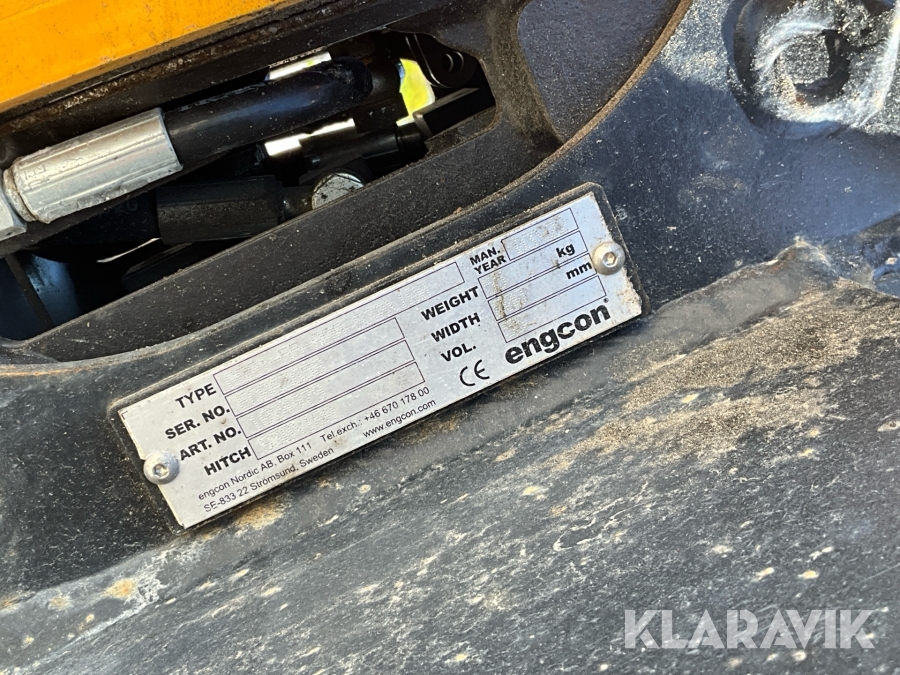 TYPE
SER. NO.
ART. NO.
HITCH
MAN.
YEAR
WEIGHT kg
WIDTH mm
VOL.
CE engcon
engcon Nordic AB, Box 111 Tel.exch.: +46 670 178 00
SE-833 22 Strömsund, Sweden www.engcon.com
KLARAVIK